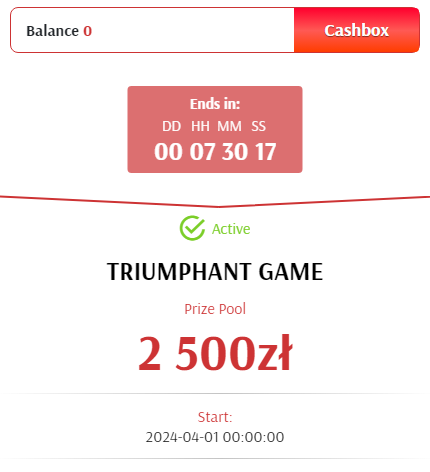 Balance 0
Cashbox
Ends in:
DD HH MM SS
00 07 30 17
Active
TRIUMPHANT GAME
Prize Pool
2 500zł
Start:
2024-04-01 00:00:00